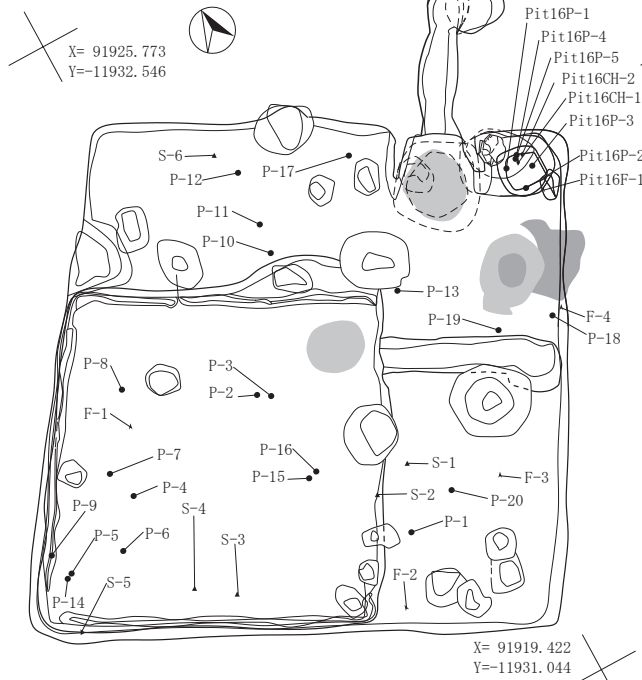 Pit16P-1
Pit16P-4
Pit16P-5
Pit16CH-2
Pit16CH-1
Pit16P-3
Pit16P-2
Pit16F-1
X= 91925.773
Y=-11932.546
S-6
P-12
P-17
P-11
P-10
P-13
P-19
F-4
P-18
P-8
P-3
P-2
F-1
P-16
P-15
P-7
P-4
S-1
F-3
S-2
P-20
P-9
S-4
P-5
P-6
S-3
P-1
S-5
F-2
P-14
X= 91919.422
Y=-11931.044